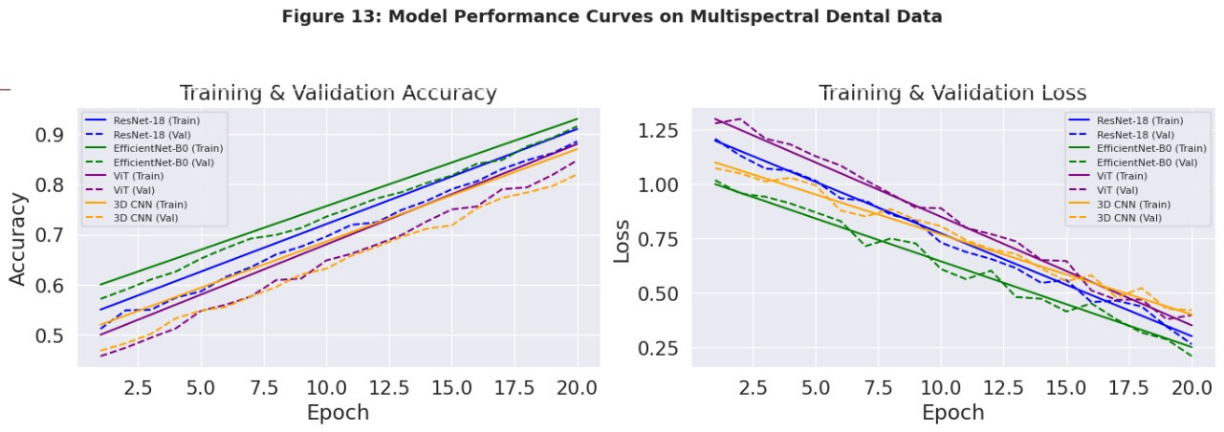 Figure 13: Model Performance Curves on Multispectral Dental Data
Training & Validation Accuracy
ResNet-18 (Train)
ResNet-18 (Val)
EfficientNet-B0 (Train)
EfficientNet-B0 (Val)
ViT (Train)
ViT (Val)
3D CNN (Train)
3D CNN (Val)
Accuracy
0.9
0.8
0.7
0.6
0.5
2.5 5.0 7.5 10.0 12.5 15.0 17.5 20.0
Epoch
Training & Validation Loss
ResNet-18 (Train)
ResNet-18 (Val)
EfficientNet-B0 (Train)
EfficientNet-B0 (Val)
ViT (Train)
ViT (Val)
3D CNN (Train)
3D CNN (Val)
Loss
1.25
1.00
0.75
0.50
0.25
2.5 5.0 7.5 10.0 12.5 15.0 17.5 20.0
Epoch